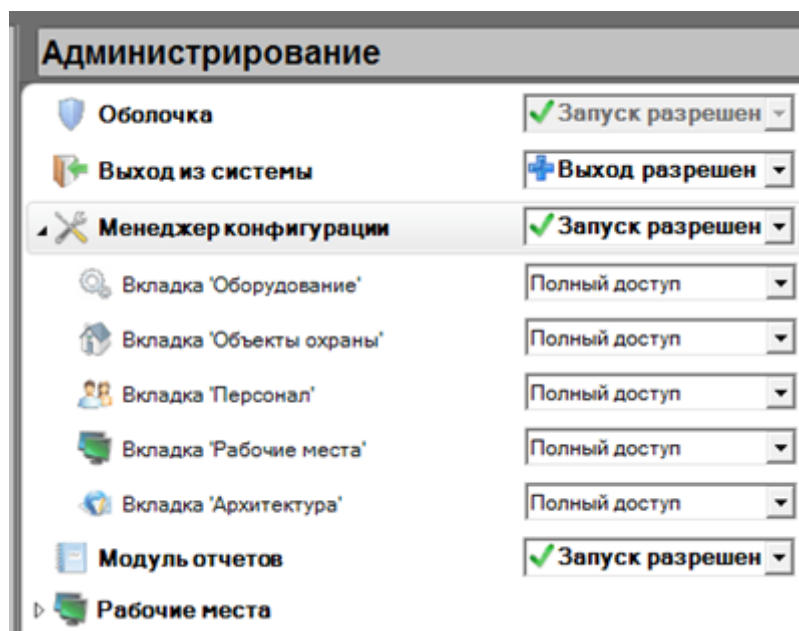 Администрирование
Оболочка Запуск разрешен
Выход из системы Выход разрешен
Менеджер конфигурации Запуск разрешен
Вкладка 'Оборудование' Полный доступ
Вкладка 'Объекты охраны' Полный доступ
Вкладка 'Персонал' Полный доступ
Вкладка 'Рабочие места' Полный доступ
Вкладка 'Архитектура' Полный доступ
Модуль отчетов Запуск разрешен
Рабочие места